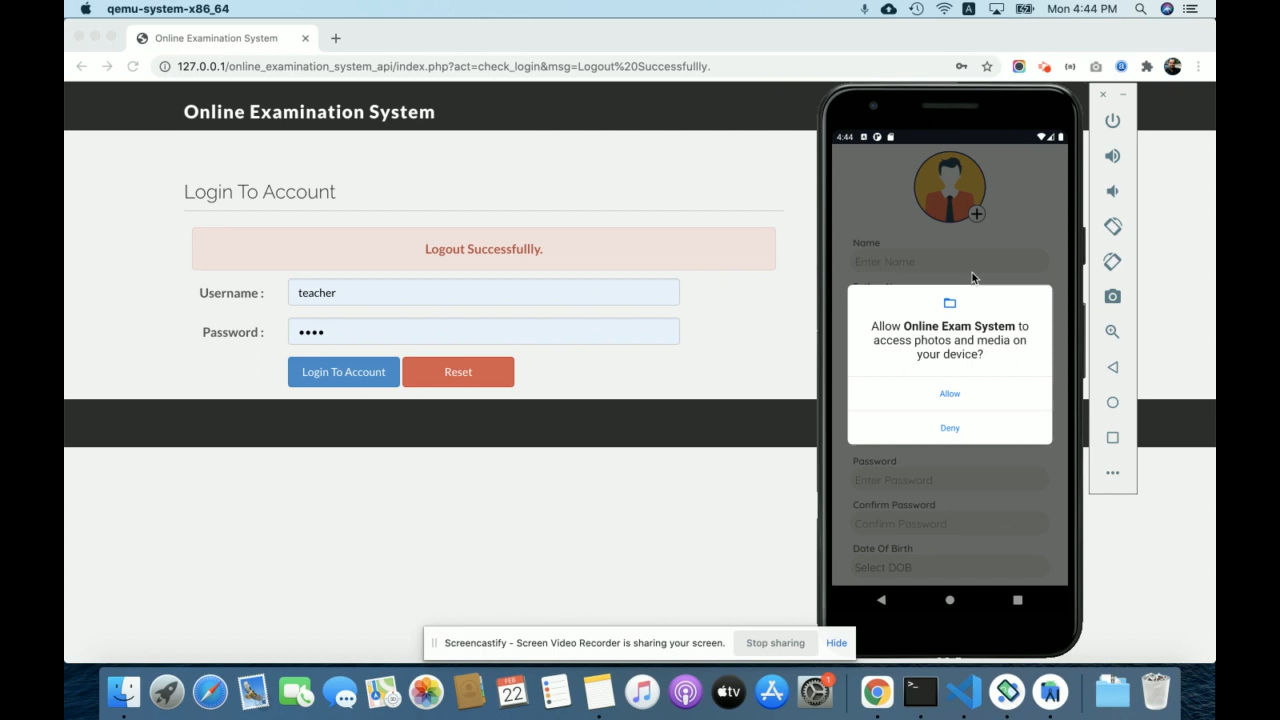 qemu-system-x86_64
Mon 4:44 PM
Online Examination System
127.0.0.1/online_examination_system_api/index.php?act=check_login&msg=Logout%20Successfullly.
Online Examination System
Login To Account
Logout Successfullly.
Username :
teacher
Password :
Login To Account
Reset
4:44
Name
Enter Name
Allow Online Exam System to
access photos and media on
your device?
Allow
Deny
Password
Enter Password
Confirm Password
Confirm Password
Date Of Birth
Select DOB
Screencastify - Screen Video Recorder is sharing your screen.
Stop sharing
Hide
FEB
22
tv
1